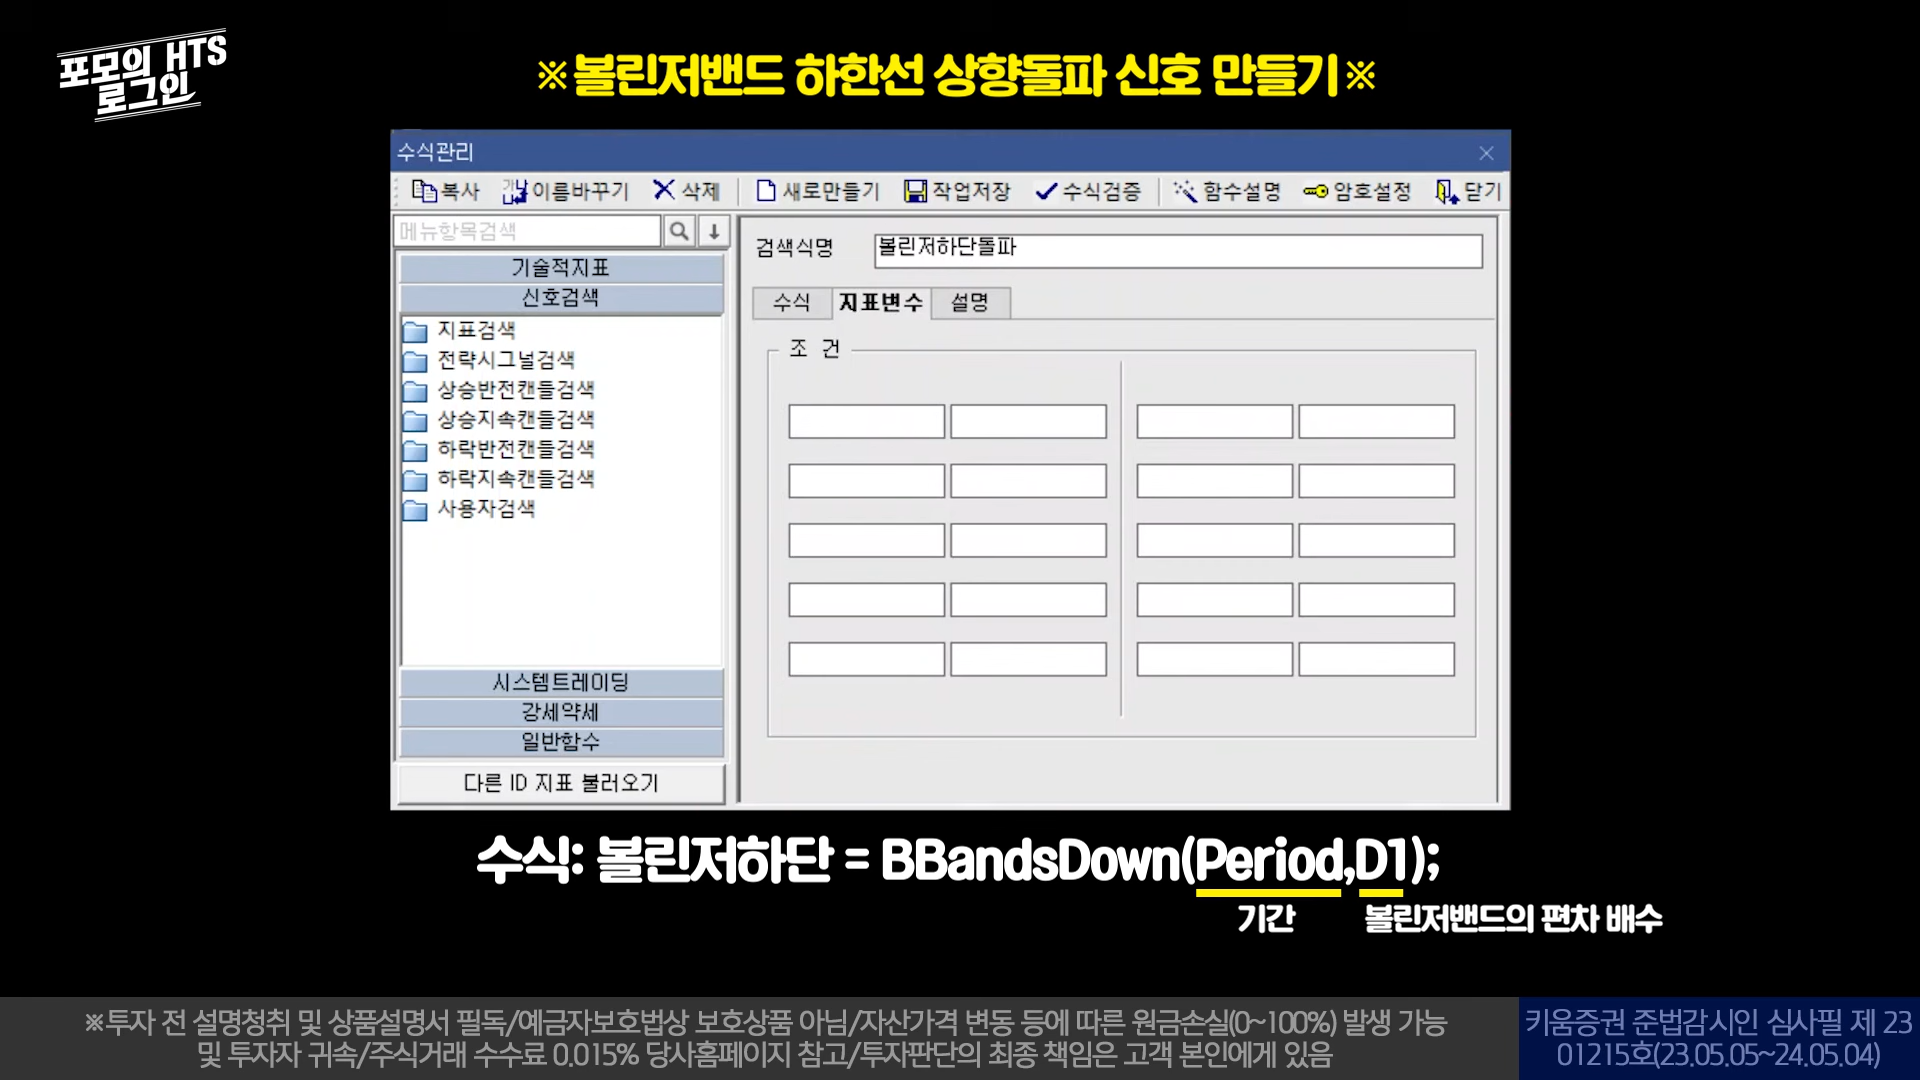 포모의 HTS
로그인
※볼린저밴드 하한선 상향돌파 신호 만들기※
수식관리
복사 이름바꾸기 삭제 새로만들기 작업저장 수식검증 함수설명 암호설정 닫기
메뉴항목검색
검색식명 볼린저하단돌파
기술적지표
신호검색
수식 지표변수 설명
지표검색
전략시그널검색
상승반전캔들검색
상승지속캔들검색
하락반전캔들검색
하락지속캔들검색
사용자검색
조 건
시스템트레이딩
강세약세
일반함수
다른 ID 지표 불러오기
수식: 볼린저하단 = BBandsDown(Period,D1);
기간 볼린저밴드의 편차 배수
※투자 전 설명청취 및 상품설명서 필독/예금자보호법상 보호상품 아님/자산가격 변동 등에 따른 원금손실(0~100%) 발생 가능
및 투자자 귀속/주식거래 수수료 0.015% 당사홈페이지 참고/투자판단의 최종 책임은 고객 본인에게 있음
키움증권 준법감시인 심사필 제 23
01215호(23.05.05~24.05.04)